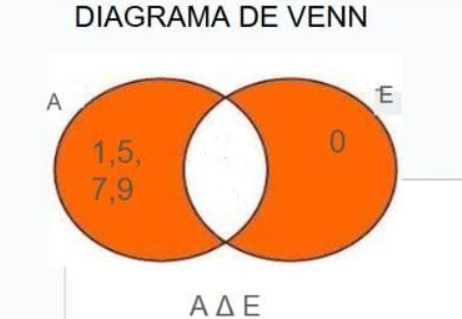 DIAGRAMA DE VENN
A
E
1,5,
0
7,9
A Δ E